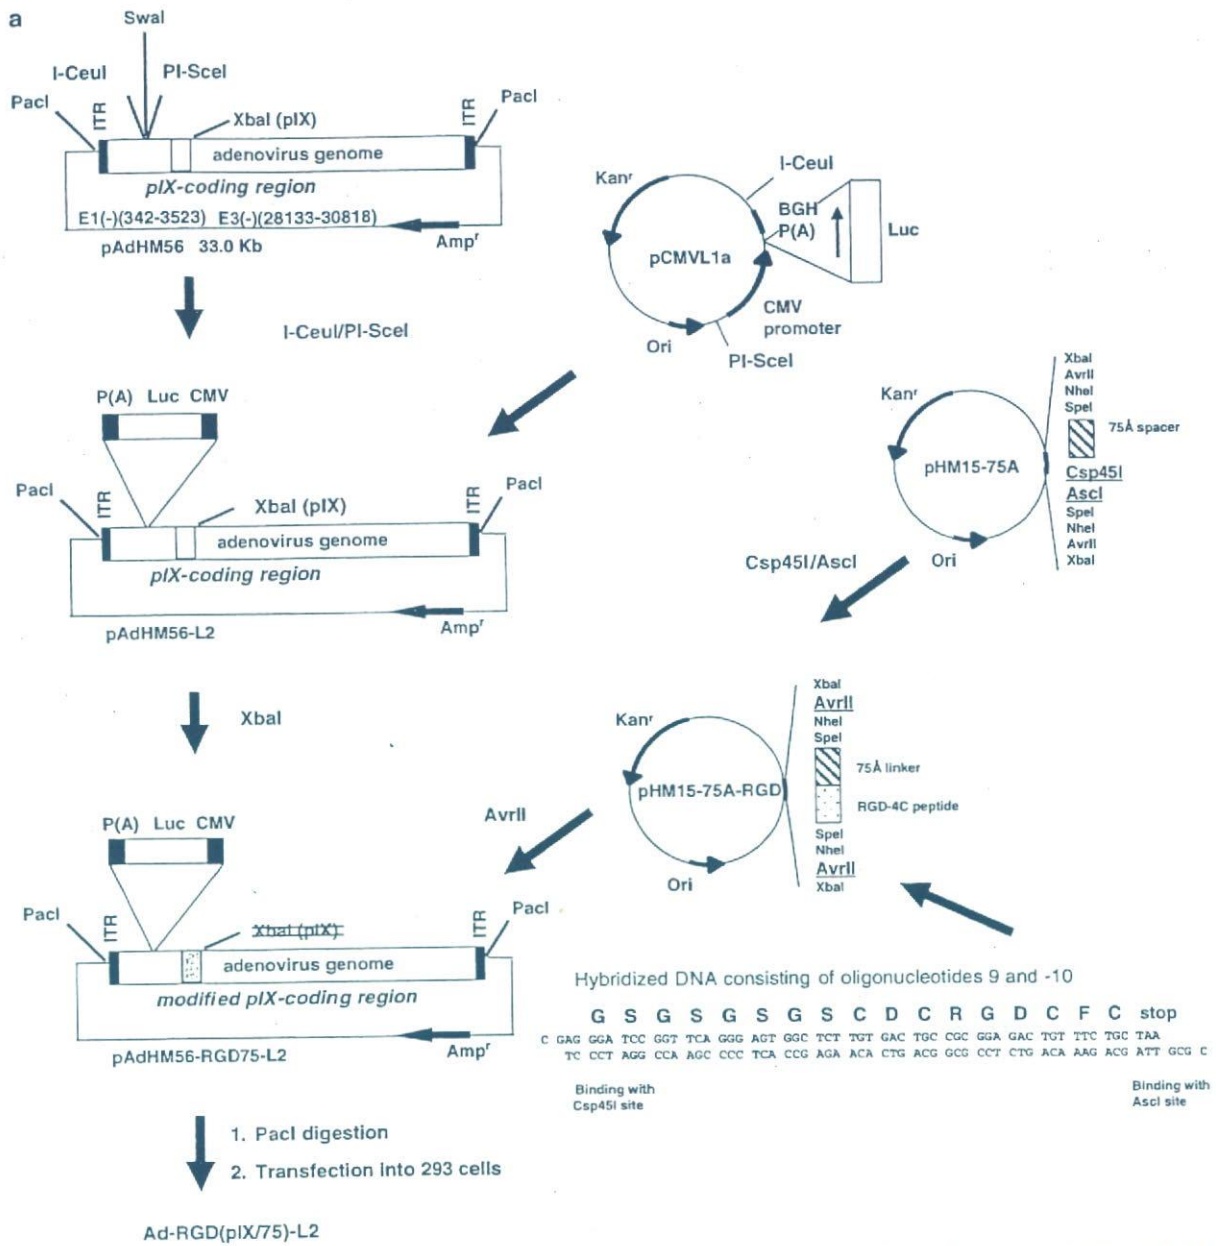 a
SwaI
I-CeuI PI-SceI
PacI ITR XbaI (pIX) ITR PacI
adenovirus genome
pIX-coding region
E1(-)(342-3523) E3(-)(28133-30818)
pAdHM56 33.0 Kb
Ampr
I-CeuI/PI-SceI
Kanr
I-CeuI
BGH
P(A)
Luc
pCMVL1a
CMV
promoter
Ori
PI-SceI
P(A) Luc CMV
PacI ITR XbaI (pIX) ITR PacI
adenovirus genome
pIX-coding region
pAdHM56-L2
Ampr
Kanr
pHM15-75A
Ori
XbaI
AvrII
NheI
SpeI
75Å spacer
Csp45I
AscI
SpeI
NheI
AvrII
XbaI
Csp45I/AscI
XbaI
Kanr
pHM15-75A-RGD
Ori
XbaI
AvrII
NheI
SpeI
75Å linker
RGD-4C peptide
SpeI
NheI
AvrII
XbaI
AvrII
P(A) Luc CMV
PacI ITR XbaI (pIX) ITR PacI
adenovirus genome
modified pIX-coding region
pAdHM56-RGD75-L2
Ampr
Hybridized DNA consisting of oligonucleotides 9 and -10
G S G S G S G S C D C R G D C F C stop
C GAG GGA TCC GGT TCA GGG AGT GGC TCT TGT GAC TGC CGC GGA GAC TGT TTC TGC TAA
TC CCT AGG CCA AGC CCC TCA CCG AGA ACA CTG ACG GCG CCT CTG ACA AAG ACG ATT GCG C
Binding with
Csp45I site
Binding with
AscI site
1. PacI digestion
2. Transfection into 293 cells
Ad-RGD(pIX/75)-L2